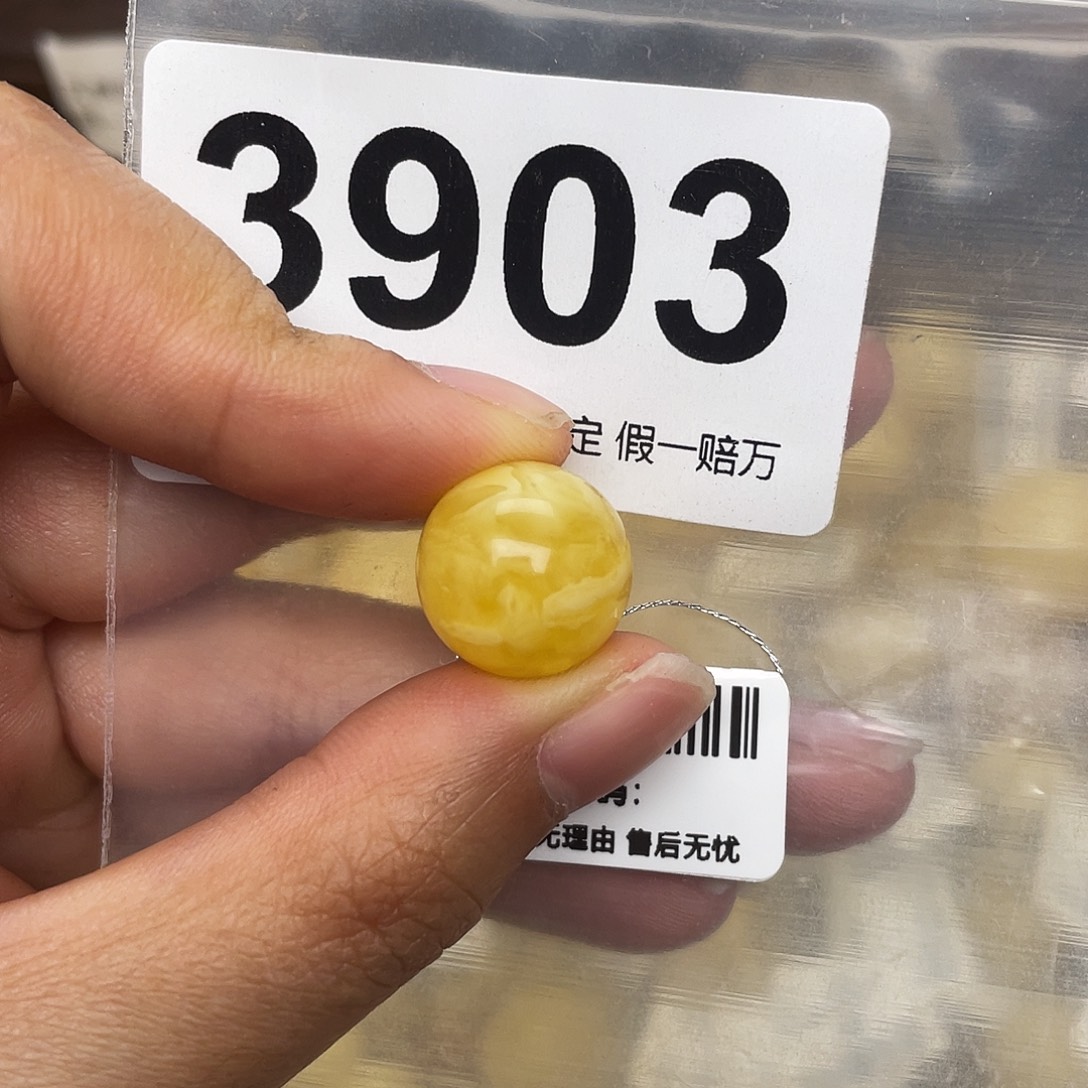 3903
定 假一赔万
无理由 售后无忧